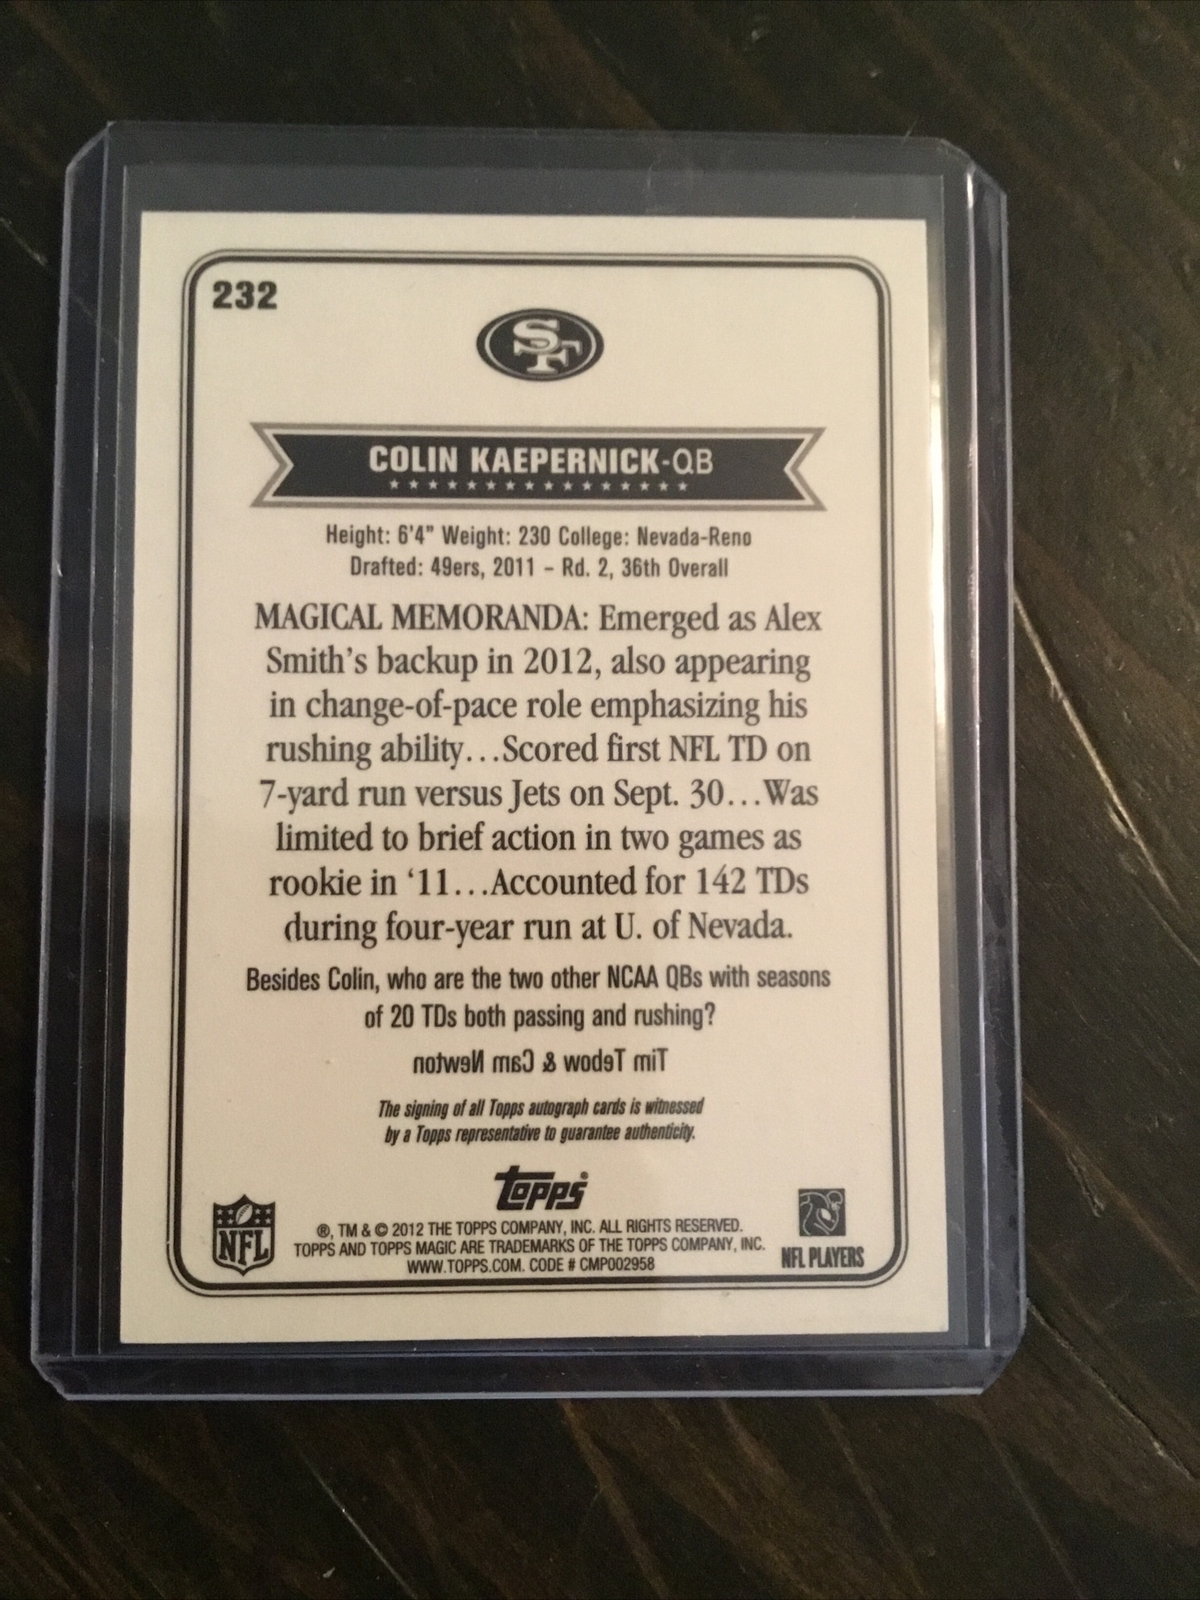 232
SF
COLIN KAEPERNICK-QB
Height: 6'4" Weight: 230 College: Nevada-Reno
Drafted: 49ers, 2011 – Rd. 2, 36th Overall
MAGICAL MEMORANDA: Emerged as Alex
Smith's backup in 2012, also appearing
in change-of-pace role emphasizing his
rushing ability...Scored first NFL TD on
7-yard run versus Jets on Sept. 30...Was
limited to brief action in two games as
rookie in '11...Accounted for 142 TDs
during four-year run at U. of Nevada.
Besides Colin, who are the two other NCAA QBs with seasons
of 20 TDs both passing and rushing?
Tim Tebow & Cam Newton
The signing of all Topps autograph cards is witnessed
by a Topps representative to guarantee authenticity.
topps®
®, TM & © 2012 THE TOPPS COMPANY, INC. ALL RIGHTS RESERVED.
TOPPS AND TOPPS MAGIC ARE TRADEMARKS OF THE TOPPS COMPANY, INC.
WWW.TOPPS.COM. CODE # CMP002958
NFL
NFL PLAYERS